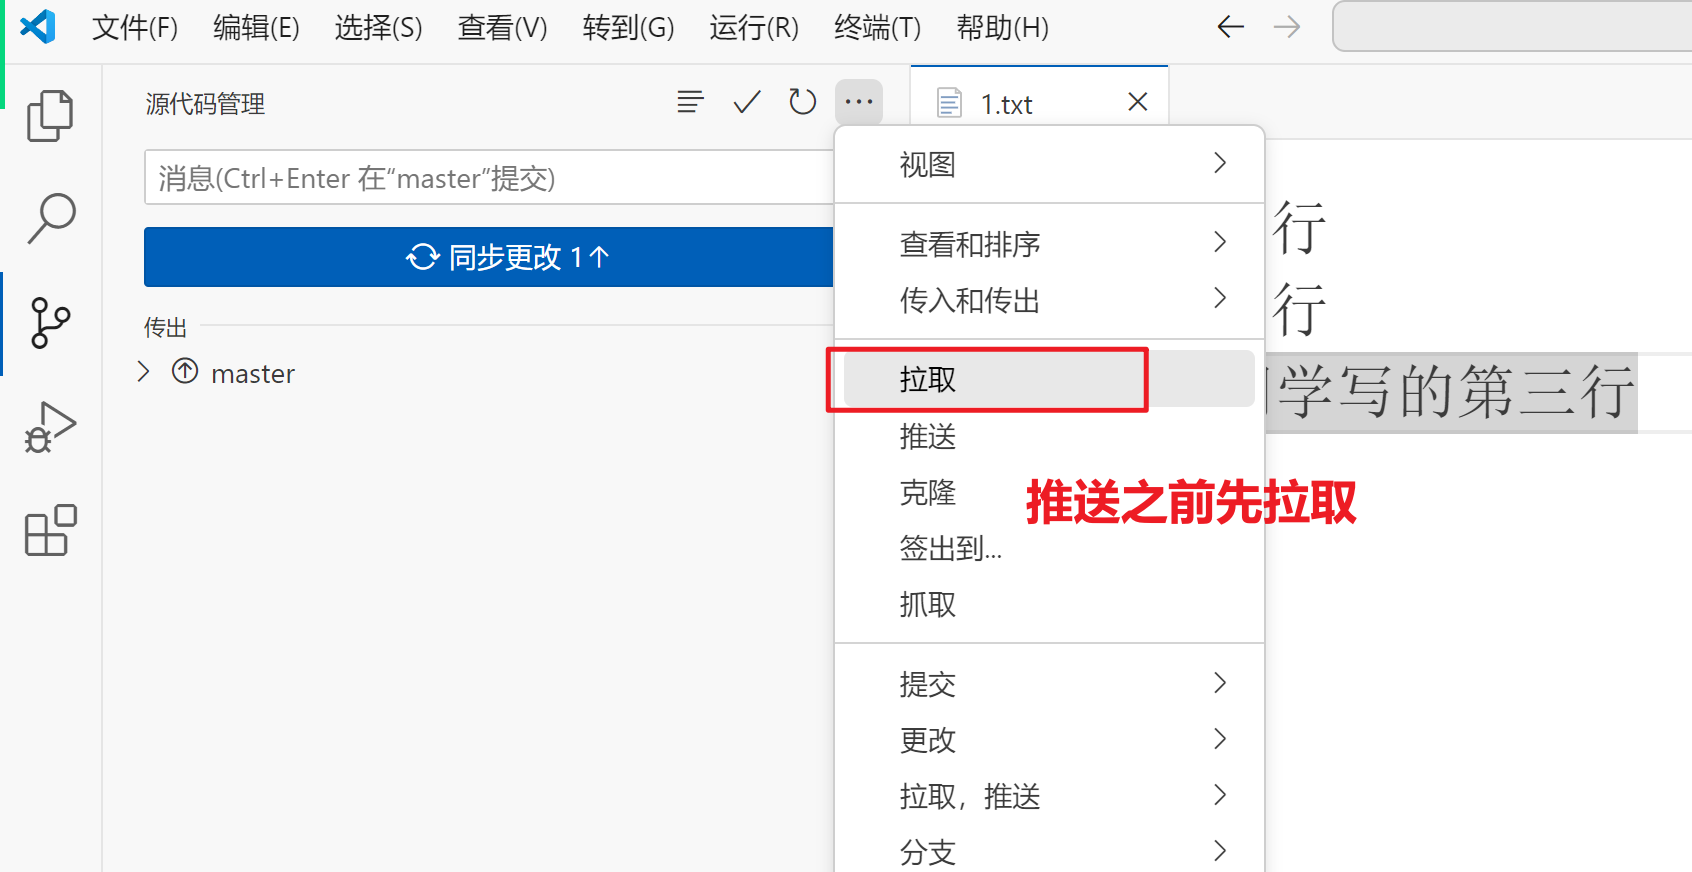 文件(F) 编辑(E) 选择(S) 查看(V) 转到(G) 运行(R) 终端(T) 帮助(H)
源代码管理
1.txt
消息(Ctrl+Enter 在“master”提交)
同步更改 1↑
传出
master
视图
查看和排序
传入和传出
拉取
推送
克隆
签出到...
抓取
提交
更改
拉取，推送
分支
行
行
学写的第三行
推送之前先拉取